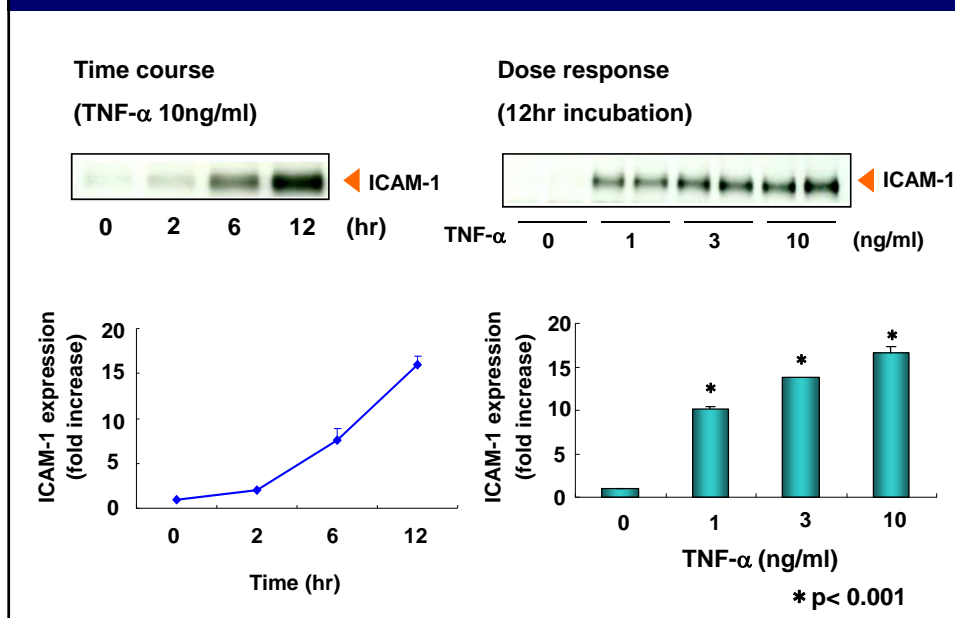 Time course
(TNF-α 10ng/ml)
ICAM-1
0 2 6 12 (hr)
Dose response
(12hr incubation)
ICAM-1
TNF-α 0 1 3 10 (ng/ml)
ICAM-1 expression
(fold increase)
20
15
10
5
0
0 2 6 12
Time (hr)
ICAM-1 expression
(fold increase)
20
15
10
5
0
* * *
0 1 3 10
TNF-α (ng/ml)
* p< 0.001